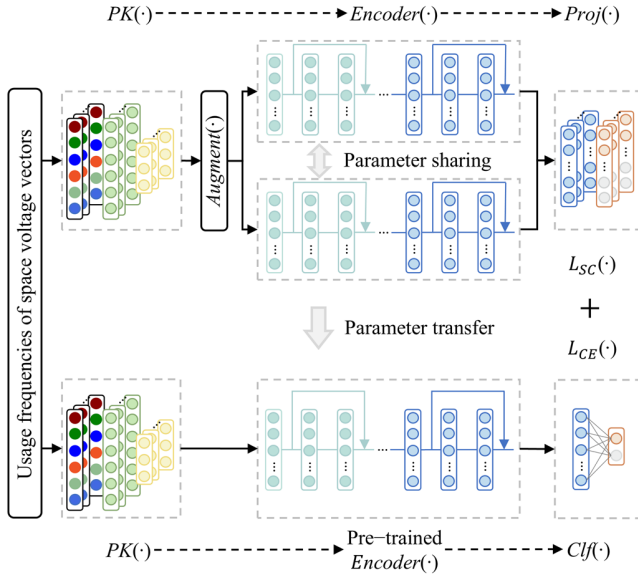 PK(·)
Encoder(·)
Proj(·)
Usage frequencies of space voltage vectors
Augment(·)
Parameter sharing
L_SC(·)
+
Parameter transfer
L_CE(·)
PK(·)
Pre−trained
Encoder(·)
Clf(·)